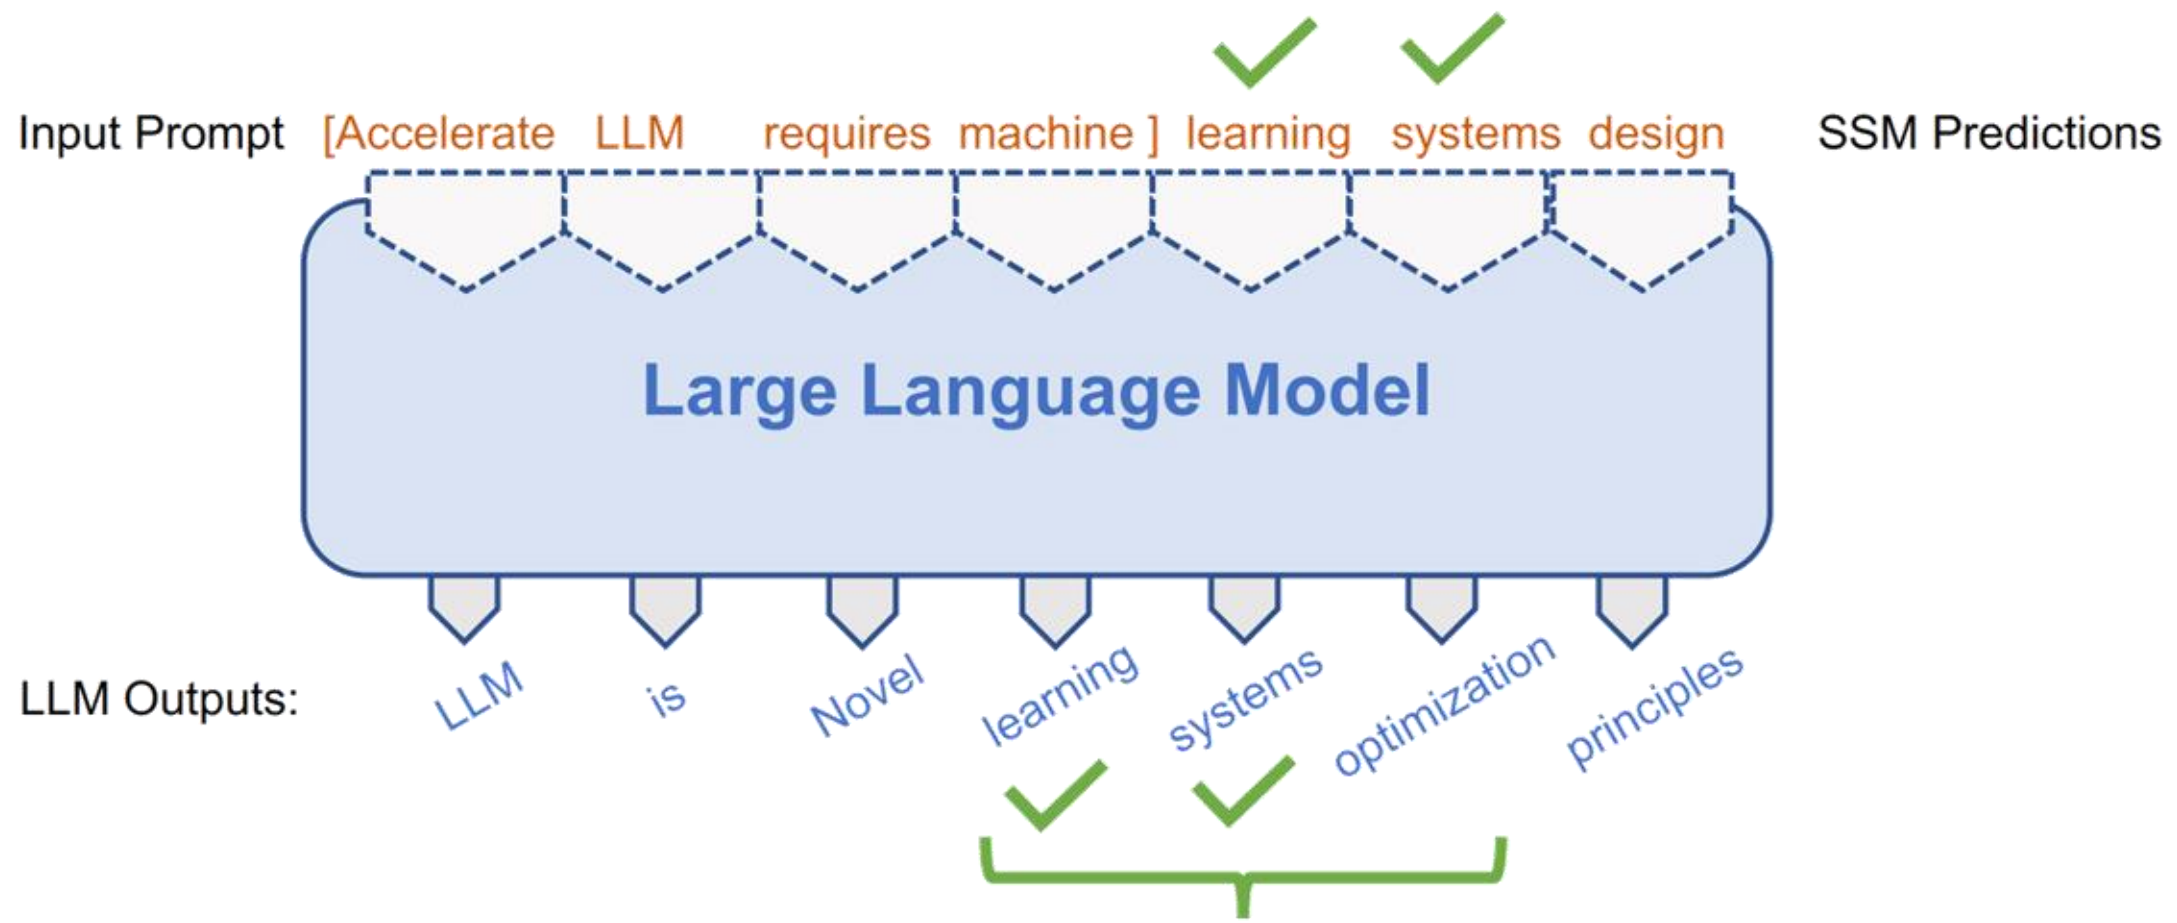 Input Prompt [Accelerate LLM requires machine ] learning systems design SSM Predictions
Large Language Model
LLM Outputs: LLM is Novel learning systems optimization principles